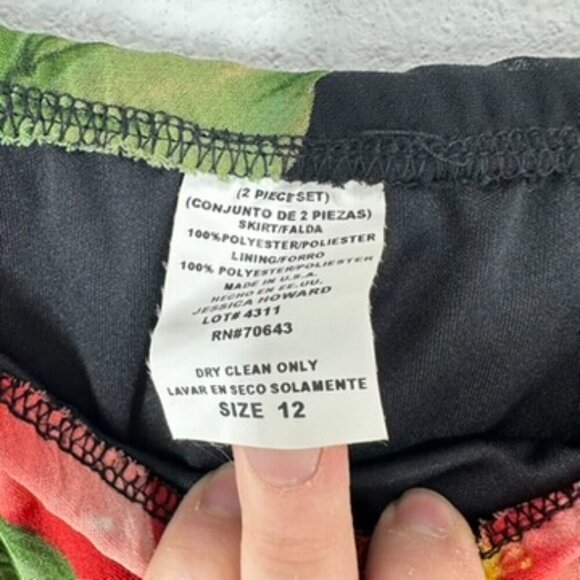 (2 PIECE SET)
(CONJUNTO DE 2 PIEZAS)
SKIRT/FALDA
100%POLYESTER/POLIESTER
LINING/FORRO
100% POLYESTER/POLIESTER
MADE IN U.S.A.
HECHO EN EE.UU.
JESSICA HOWARD
LOT# 4311
RN#70643
DRY CLEAN ONLY
LAVAR EN SECO SOLAMENTE
SIZE 12